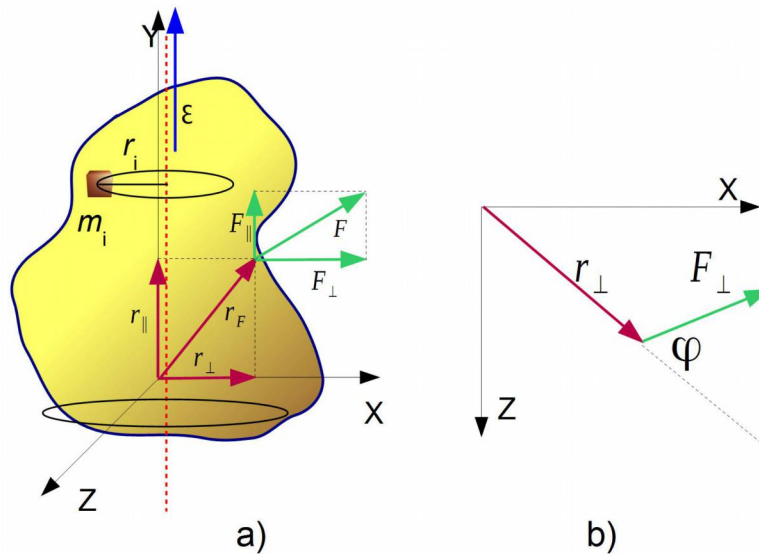 Y
ε
r_i
m_i
F_∥
F
F_⊥
r_∥
r_F
r_⊥
X
Z
a)
X
r_⊥
F_⊥
φ
Z
b)